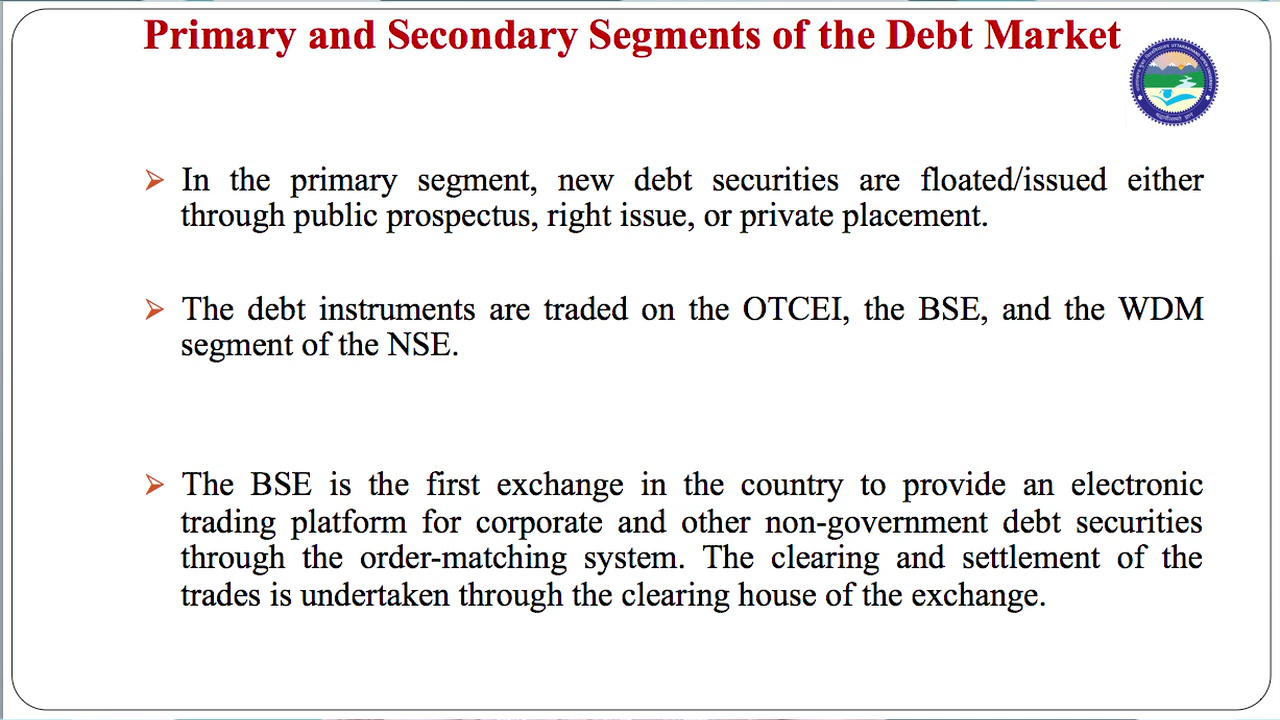 Primary and Secondary Segments of the Debt Market
➢ In the primary segment, new debt securities are floated/issued either
through public prospectus, right issue, or private placement.
➢ The debt instruments are traded on the OTCEI, the BSE, and the WDM
segment of the NSE.
➢ The BSE is the first exchange in the country to provide an electronic
trading platform for corporate and other non-government debt securities
through the order-matching system. The clearing and settlement of the
trades is undertaken through the clearing house of the exchange.